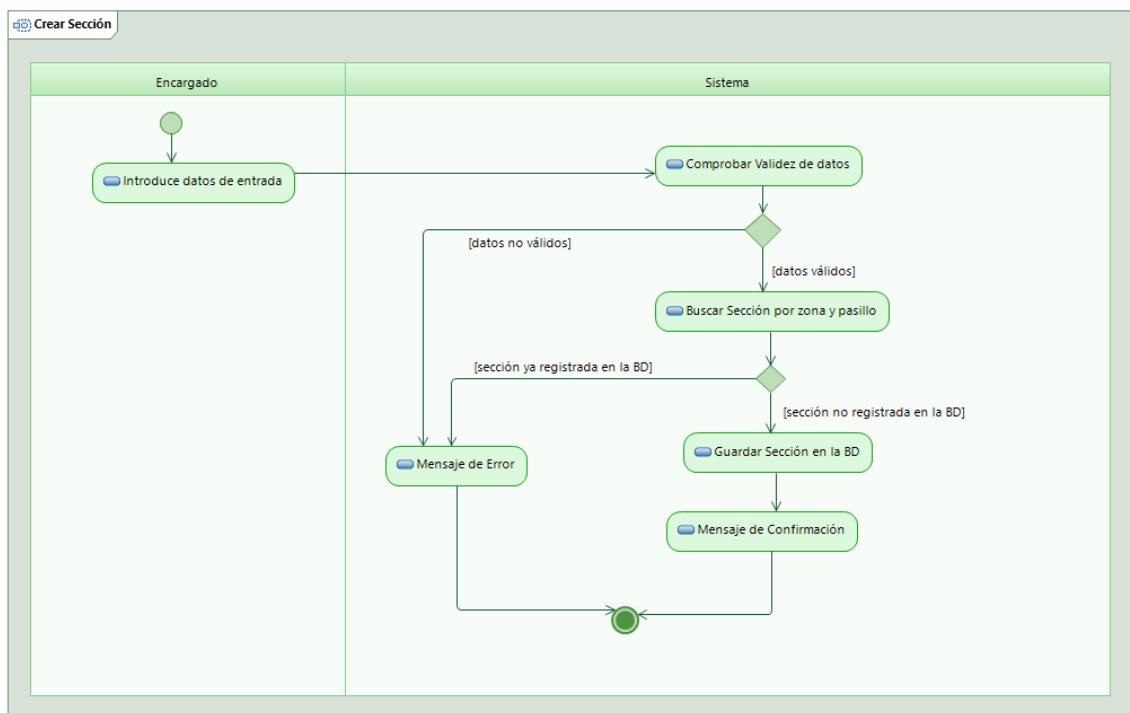 Crear Sección
Encargado
Sistema
Comprobar Validez de datos
Introduce datos de entrada
[datos no válidos]
[datos válidos]
Buscar Sección por zona y pasillo
[sección ya registrada en la BD]
[sección no registrada en la BD]
Guardar Sección en la BD
Mensaje de Error
Mensaje de Confirmación